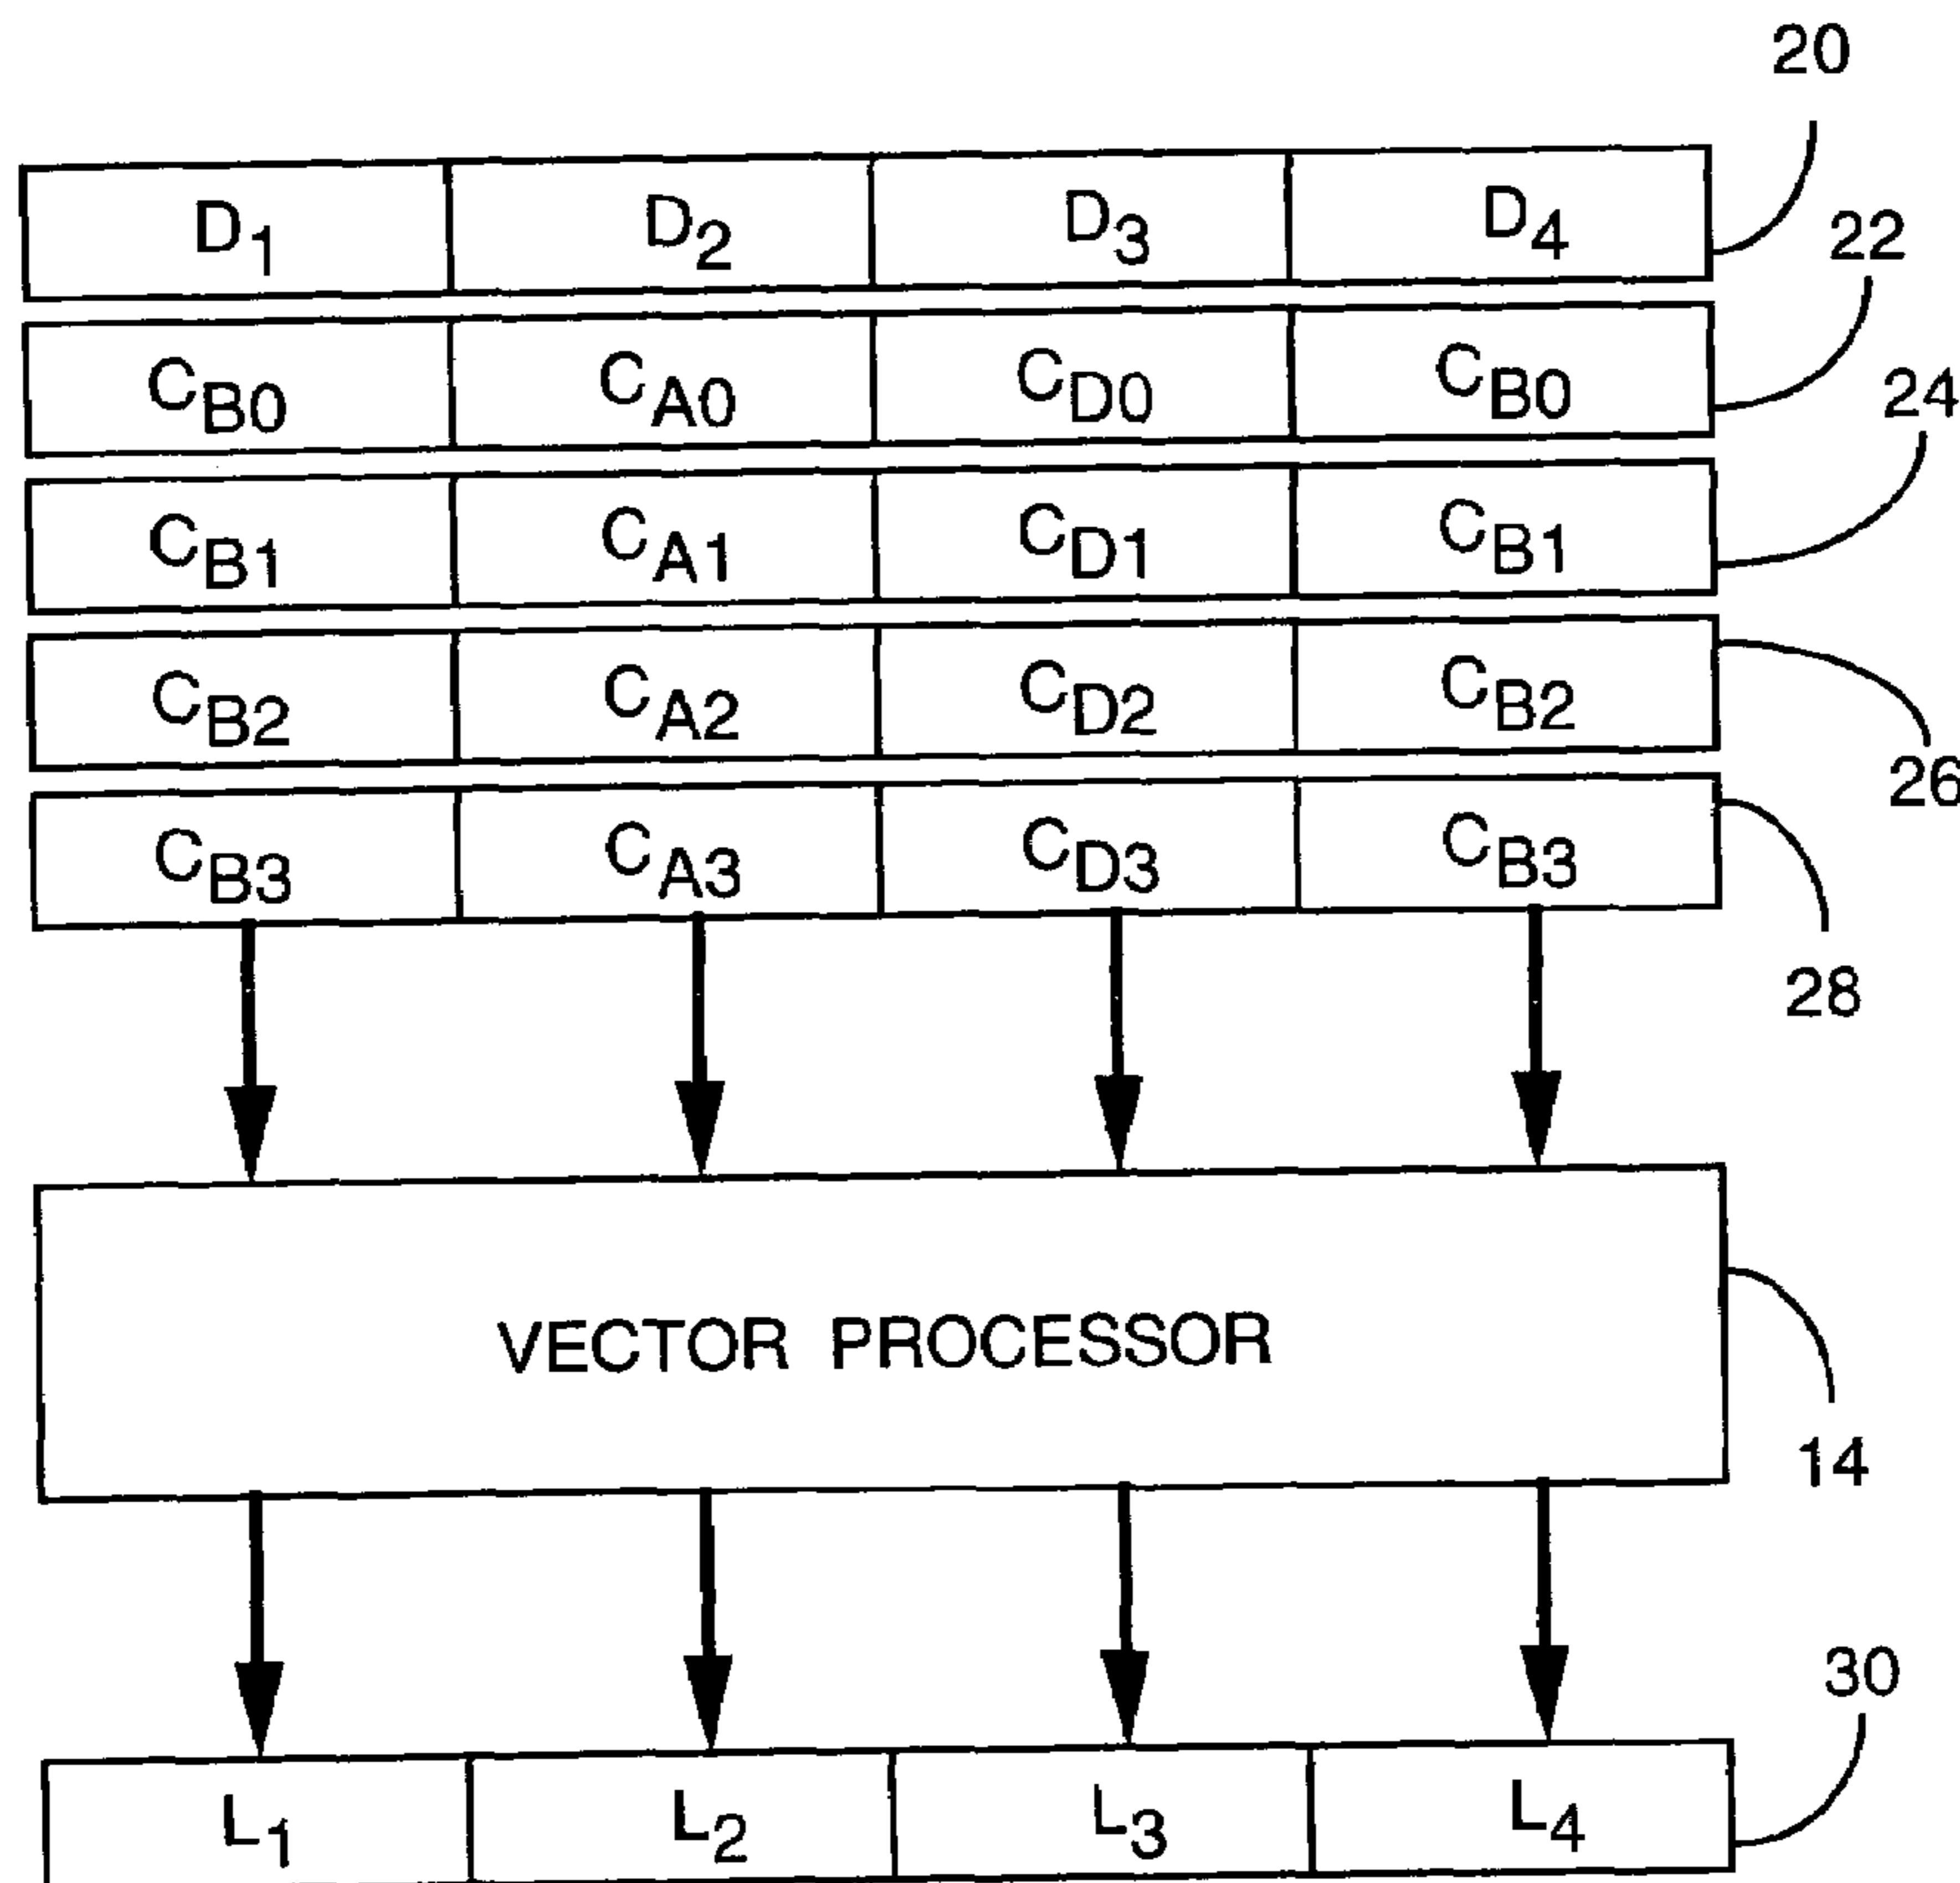 20
D1 D2 D3 D4
22
CB0 CA0 CD0 CB0
24
CB1 CA1 CD1 CB1
CB2 CA2 CD2 CB2
26
CB3 CA3 CD3 CB3
28
VECTOR PROCESSOR
14
30
L1 L2 L3 L4